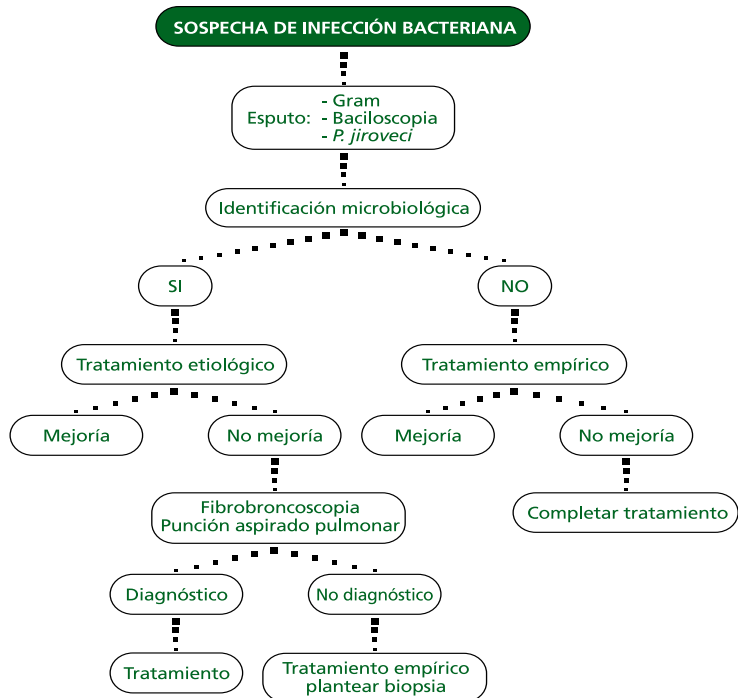 SOSPECHA DE INFECCIÓN BACTERIANA
- Gram
Esputo: - Baciloscopia
- P. jiroveci
Identificación microbiológica
SI
NO
Tratamiento etiológico
Tratamiento empírico
Mejoría
No mejoría
Mejoría
No mejoría
Fibrobroncoscopia
Punción aspirado pulmonar
Completar tratamiento
Diagnóstico
No diagnóstico
Tratamiento
Tratamiento empírico
plantear biopsia